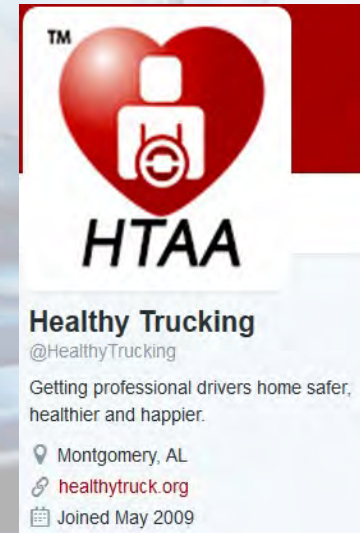 TM
HTAA
Healthy Trucking
@HealthyTrucking
Getting professional drivers home safer,
healthier and happier.
Montgomery, AL
healthytruck.org
Joined May 2009